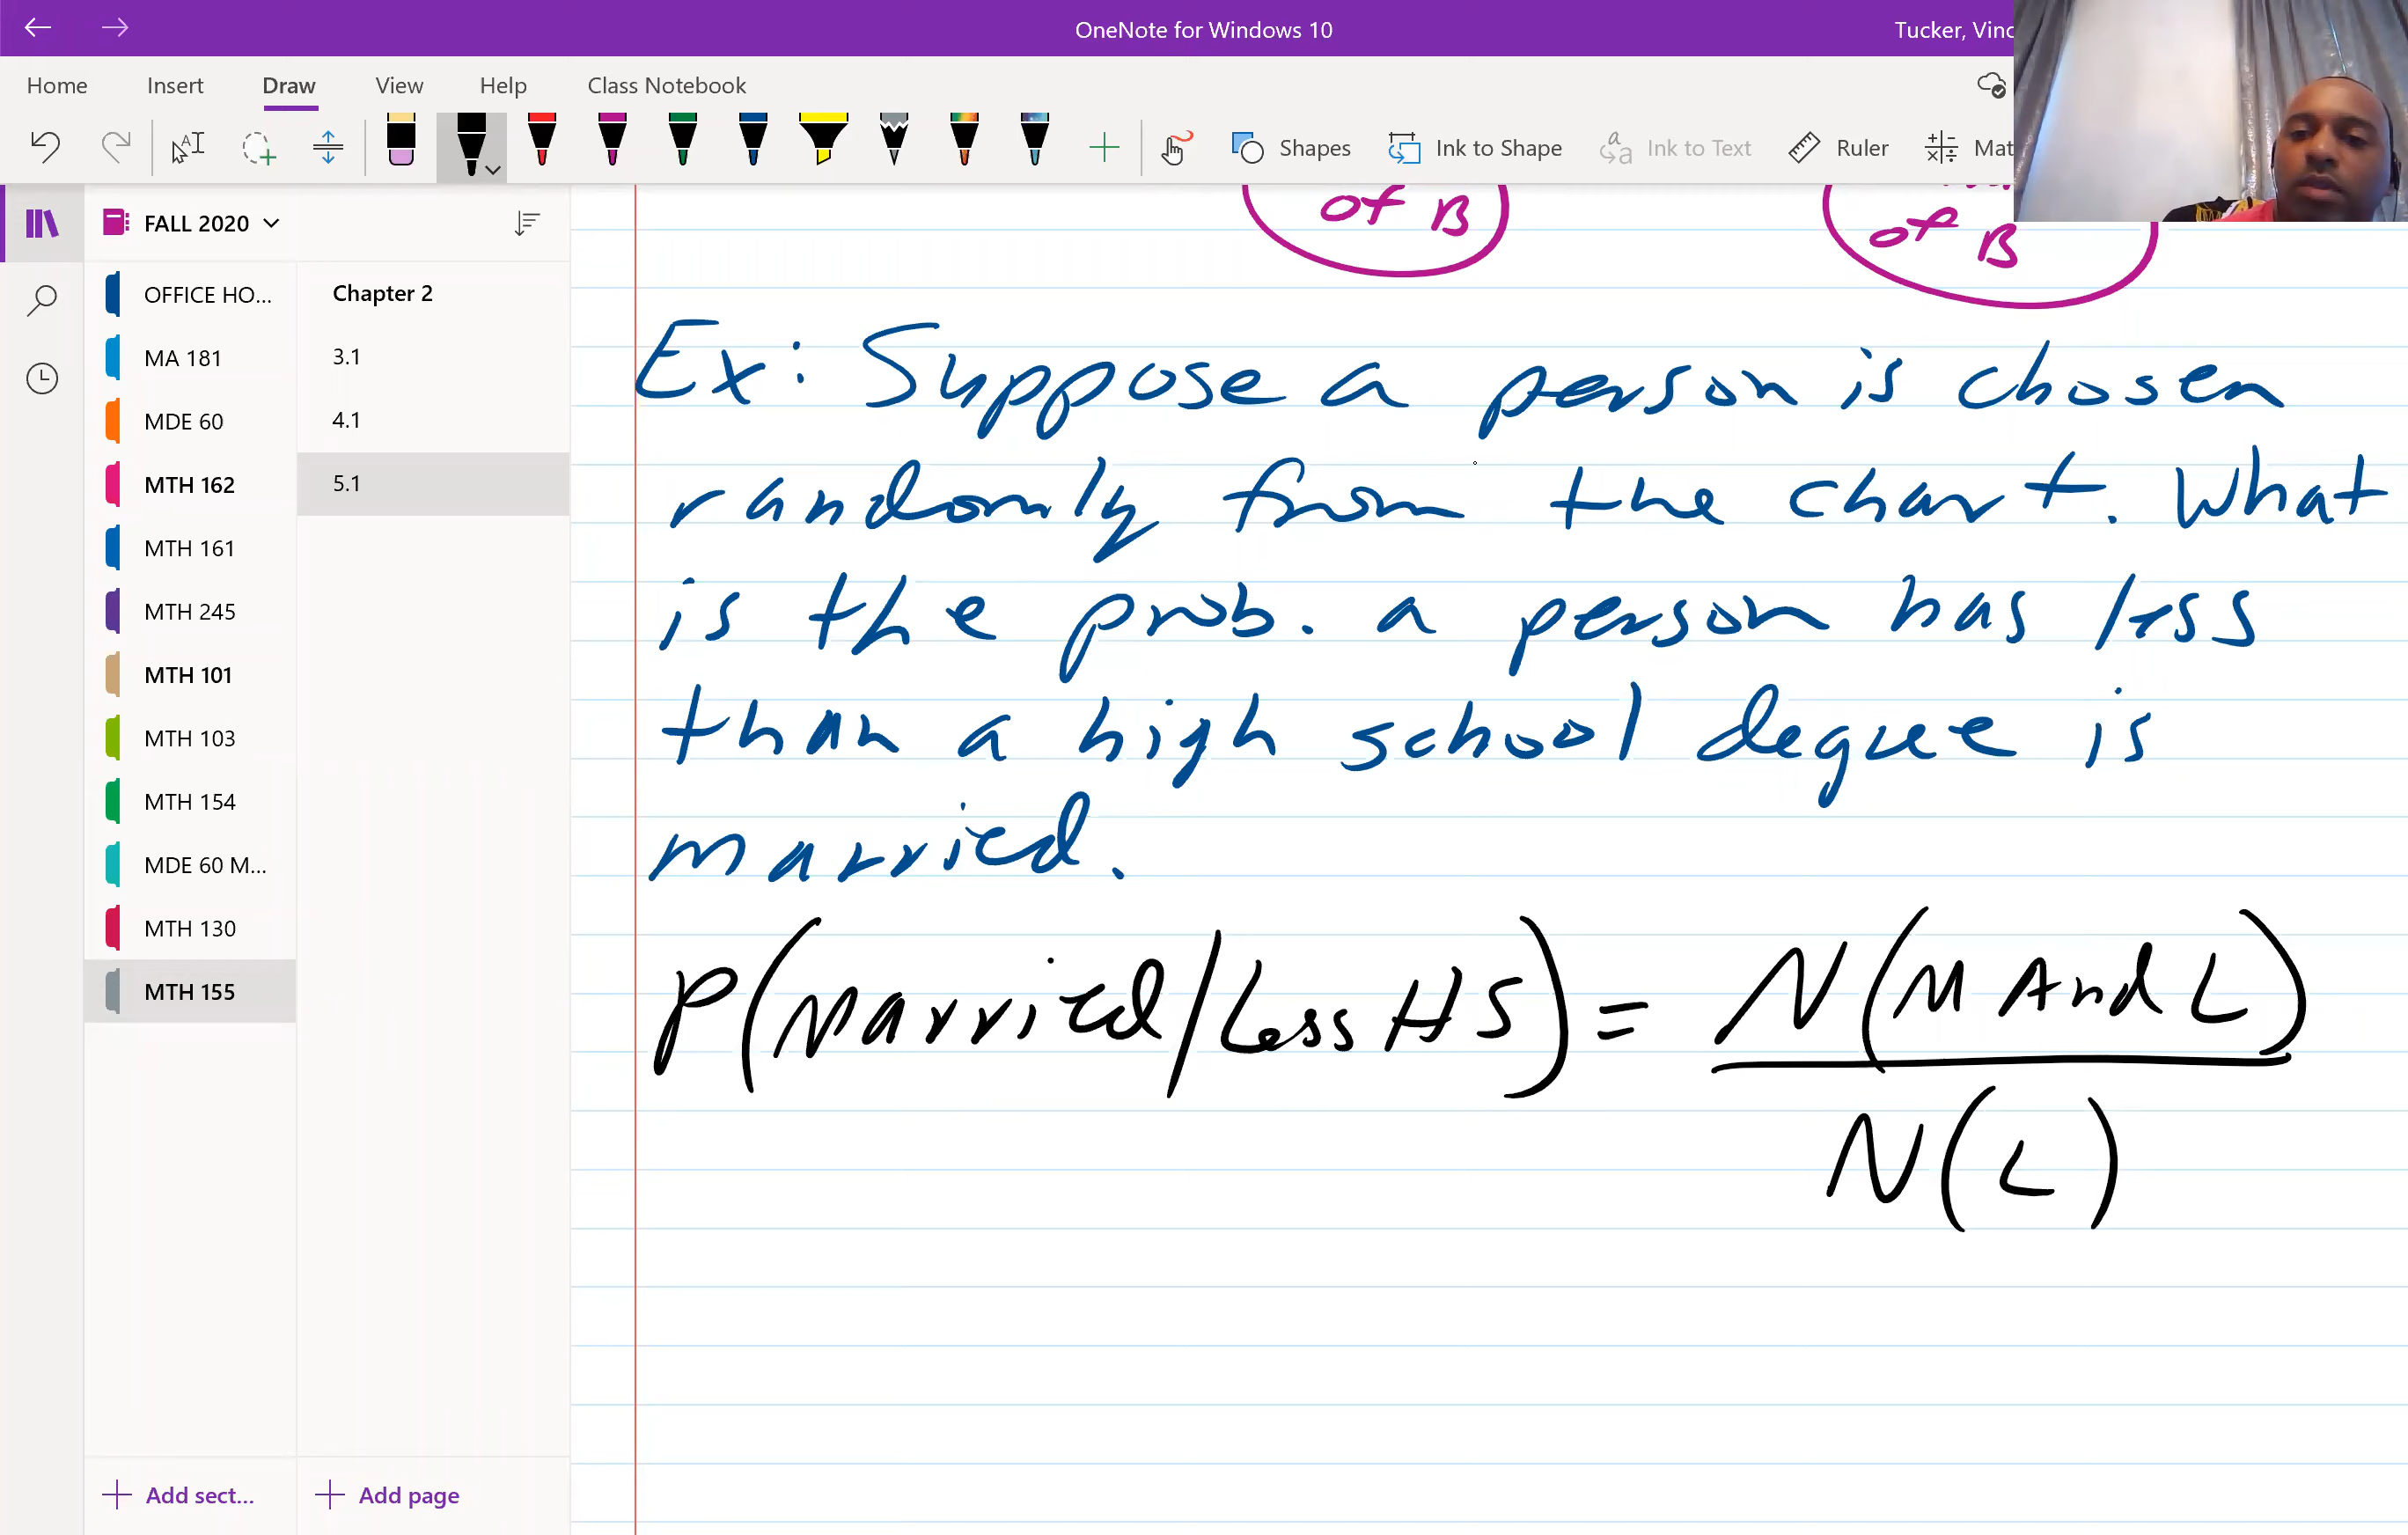 OneNote for Windows 10
Tucker, Vinc
Home Insert Draw View Help Class Notebook
Shapes Ink to Shape Ink to Text Ruler Mat
FALL 2020
OFFICE HO...
MA 181
MDE 60
MTH 162
MTH 161
MTH 245
MTH 101
MTH 103
MTH 154
MDE 60 M...
MTH 130
MTH 155
Add sect...
Chapter 2
3.1
4.1
5.1
Add page
of B
of B
Ex: Suppose a person is chosen
randomly from the chart. What
is the prob. a person has less
than a high school degree is
married.
P(Married/Less HS) = N(M And L)
N(L)